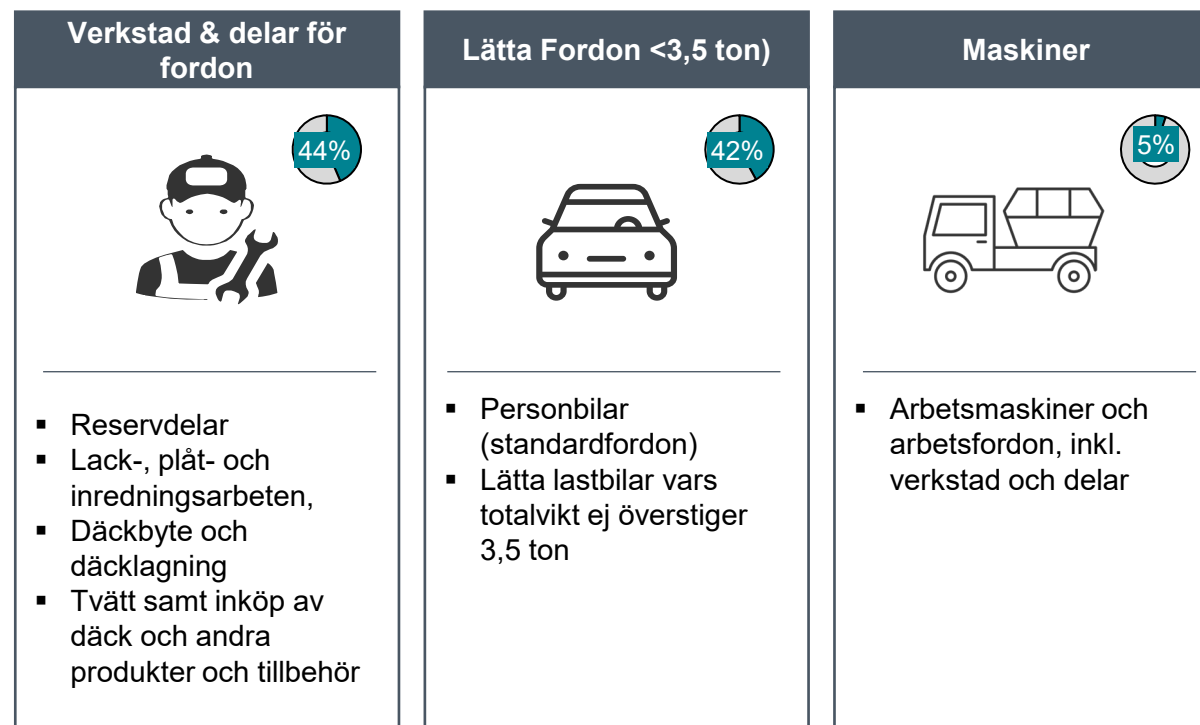 Verkstad & delar för
fordon
44%
▪ Reservdelar
▪ Lack-, plåt- och
inredningsarbeten,
▪ Däckbyte och
däcklagning
▪ Tvätt samt inköp av
däck och andra
produkter och tillbehör
Lätta Fordon <3,5 ton)
42%
▪ Personbilar
(standardfordon)
▪ Lätta lastbilar vars
totalvikt ej överstiger
3,5 ton
Maskiner
5%
▪ Arbetsmaskiner och
arbetsfordon, inkl.
verkstad och delar